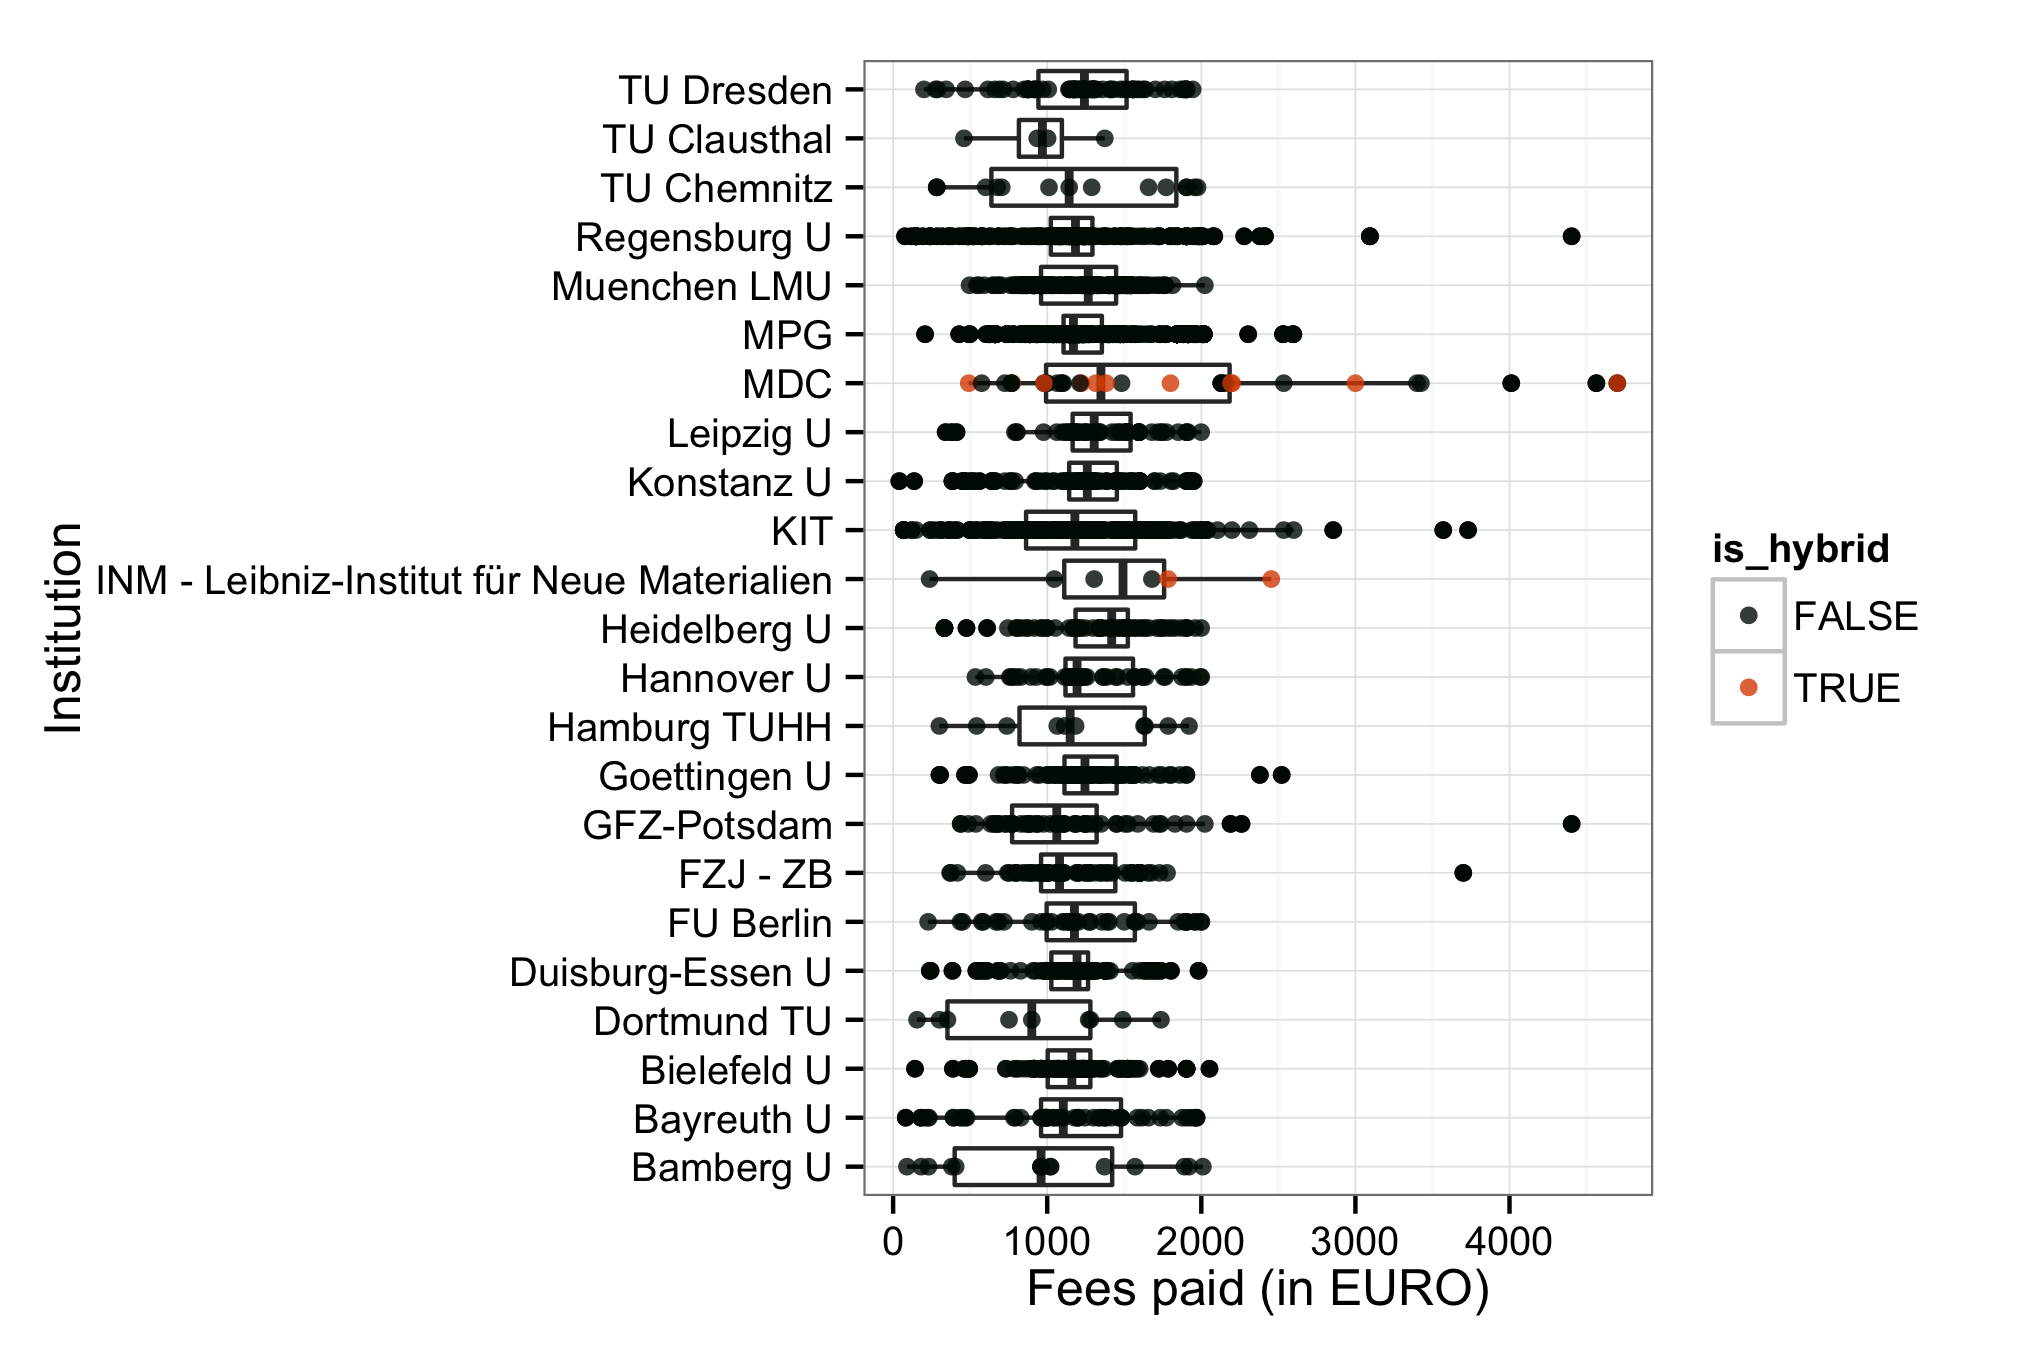 TU Dresden
TU Clausthal
TU Chemnitz
Regensburg U
Muenchen LMU
MPG
MDC
Leipzig U
Konstanz U
KIT
INM - Leibniz-Institut für Neue Materialien
Heidelberg U
Hannover U
Hamburg TUHH
Goettingen U
GFZ-Potsdam
FZJ - ZB
FU Berlin
Duisburg-Essen U
Dortmund TU
Bielefeld U
Bayreuth U
Bamberg U
Institution
0 1000 2000 3000 4000
Fees paid (in EURO)
is_hybrid
FALSE
TRUE